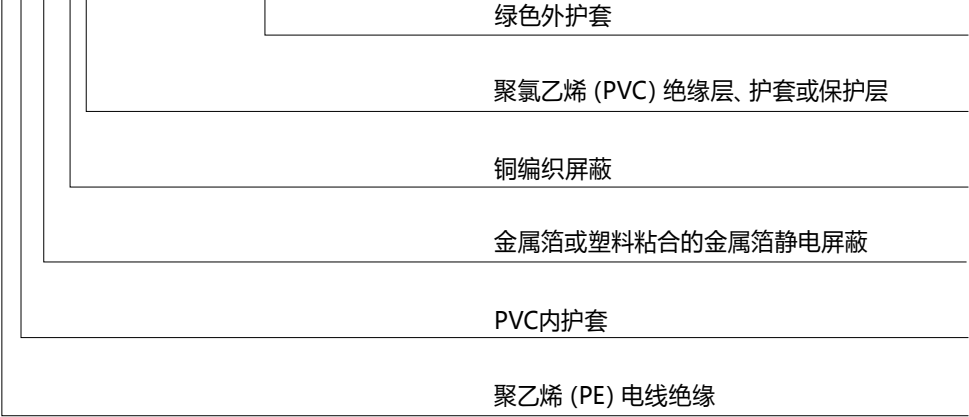 绿色外护套
聚氯乙烯 (PVC) 绝缘层、护套或保护层
铜编织屏蔽
金属箔或塑料粘合的金属箔静电屏蔽
PVC内护套
聚乙烯 (PE) 电线绝缘